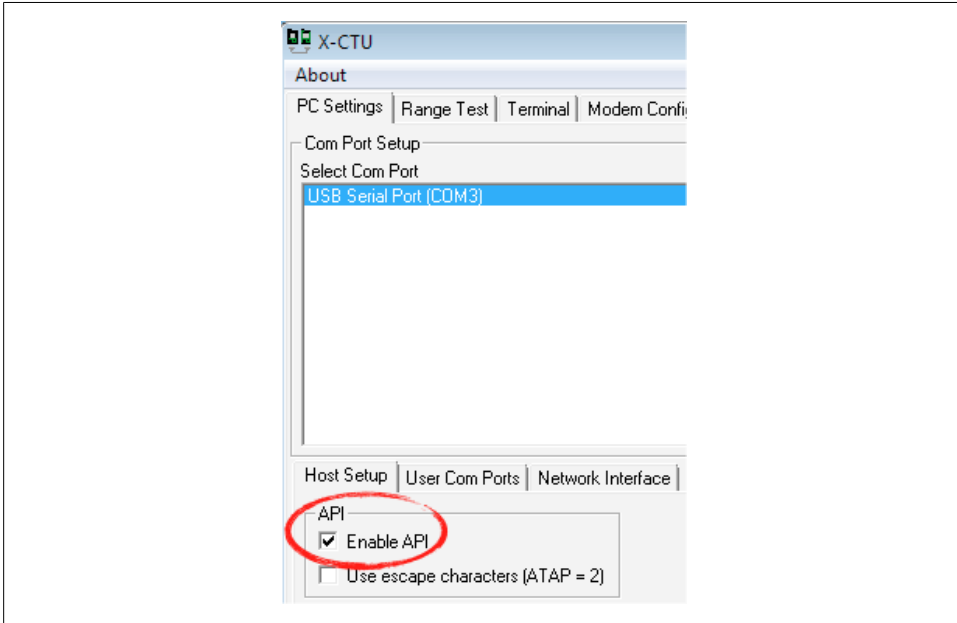 X-CTU
About
PC Settings Range Test Terminal Modem
Com Port Setup
Select Com Port
USB Serial Port (COM3)
Host Setup User Com Ports Network Interface
API
Enable API
Use escape characters (ATAP = 2)